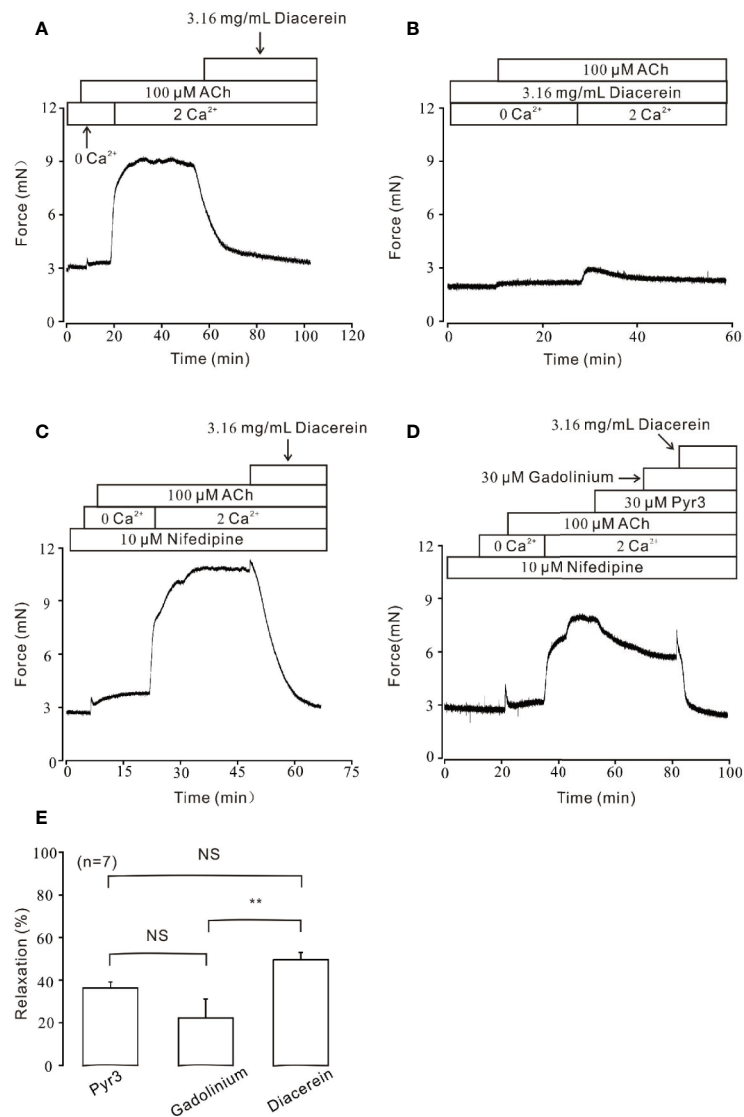 A
3.16 mg/mL Diacerein
100 µM ACh
2 Ca²⁺
0 Ca²⁺
12
9
6
3
0
Force (mN)
0 20 40 60 80 100 120
Time (min)
B
100 µM ACh
3.16 mg/mL Diacerein
0 Ca²⁺ 2 Ca²⁺
12
9
6
3
0
Force (mN)
0 20 40 60
Time (min)
C
3.16 mg/mL Diacerein
100 µM ACh
0 Ca²⁺ 2 Ca²⁺
10 µM Nifedipine
12
9
6
3
0
Force (mN)
0 15 30 45 60 75
Time (min)
D
3.16 mg/mL Diacerein
30 µM Gadolinium
30 µM Pyr3
100 µM ACh
0 Ca²⁺ 2 Ca²⁺
10 µM Nifedipine
12
9
6
3
0
Force(mN)
0 20 40 60 80 100
Time (min)
E
(n=7)
NS
**
NS
100
80
60
40
20
0
Relaxation (%)
Pyr3
Gadolinium
Diacerein